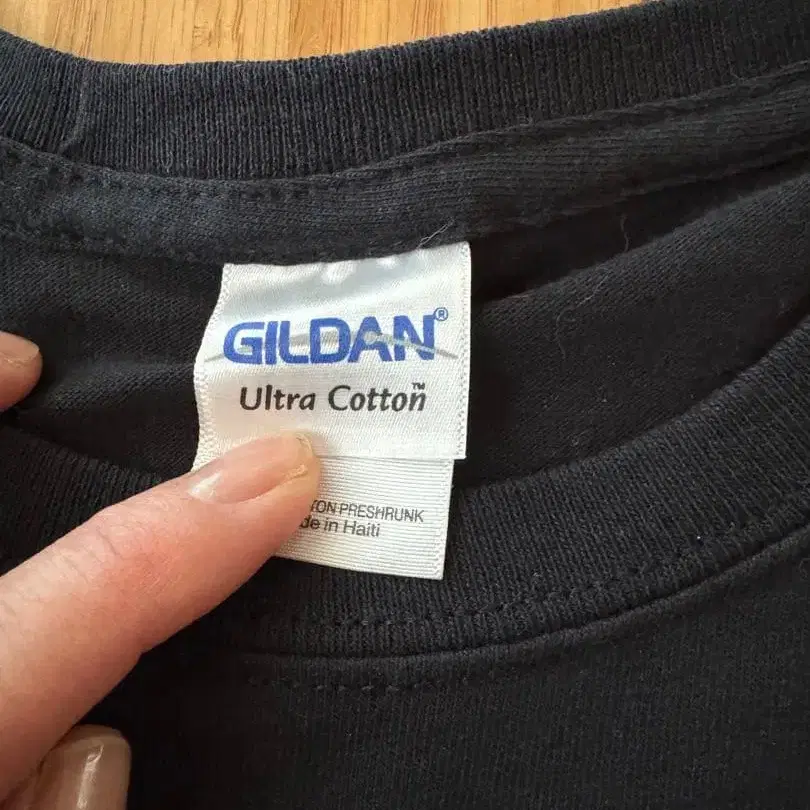 GILDAN®
Ultra Cotton™
TON PRESHRUNK
de in Haiti